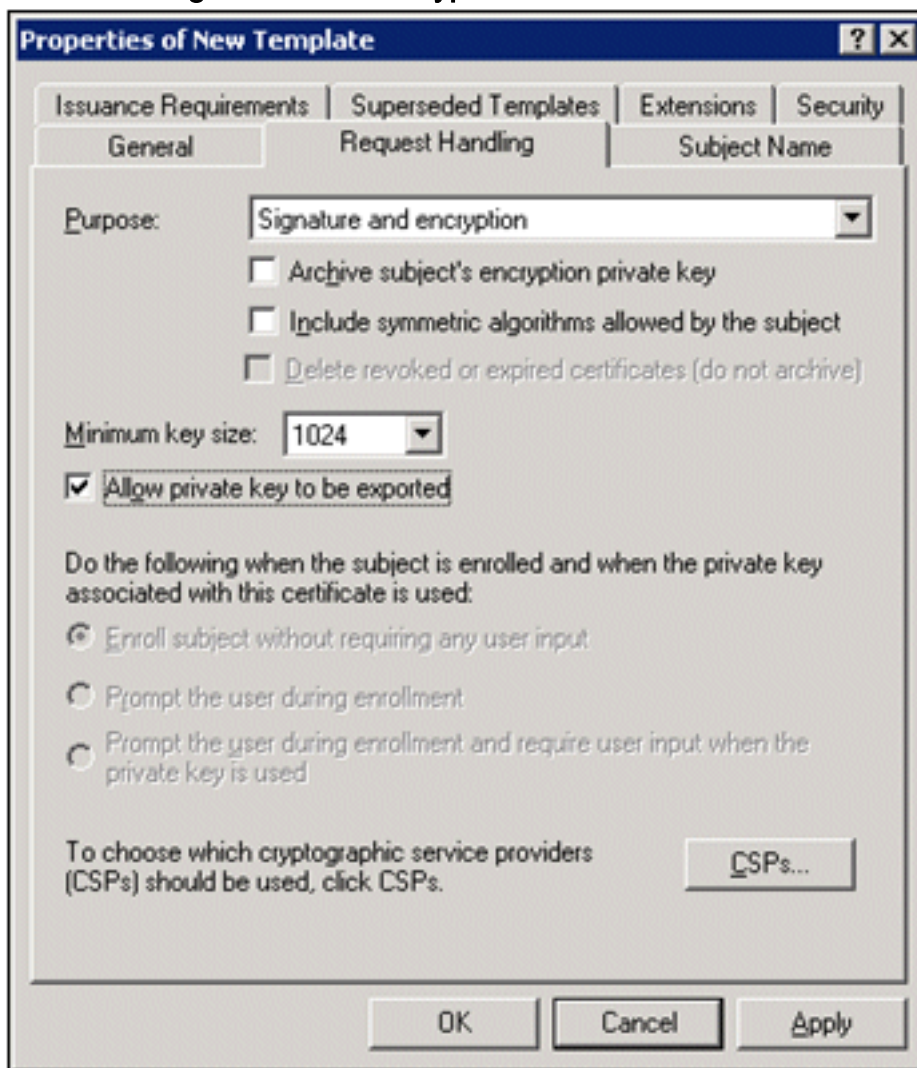 Properties of New Template
Issuance Requirements
Superseded Templates
Extensions
Security
General
Request Handling
Subject Name
Purpose:
Signature and encryption
Archive subject's encryption private key
Include symmetric algorithms allowed by the subject
Delete revoked or expired certificates (do not archive)
Minimum key size:
1024
Allow private key to be exported
Do the following when the subject is enrolled and when the private key
associated with this certificate is used:
Enroll subject without requiring any user input
Prompt the user during enrollment
Prompt the user during enrollment and require user input when the
private key is used
To choose which cryptographic service providers
(CSPs) should be used, click CSPs.
CSPs...
OK
Cancel
Apply